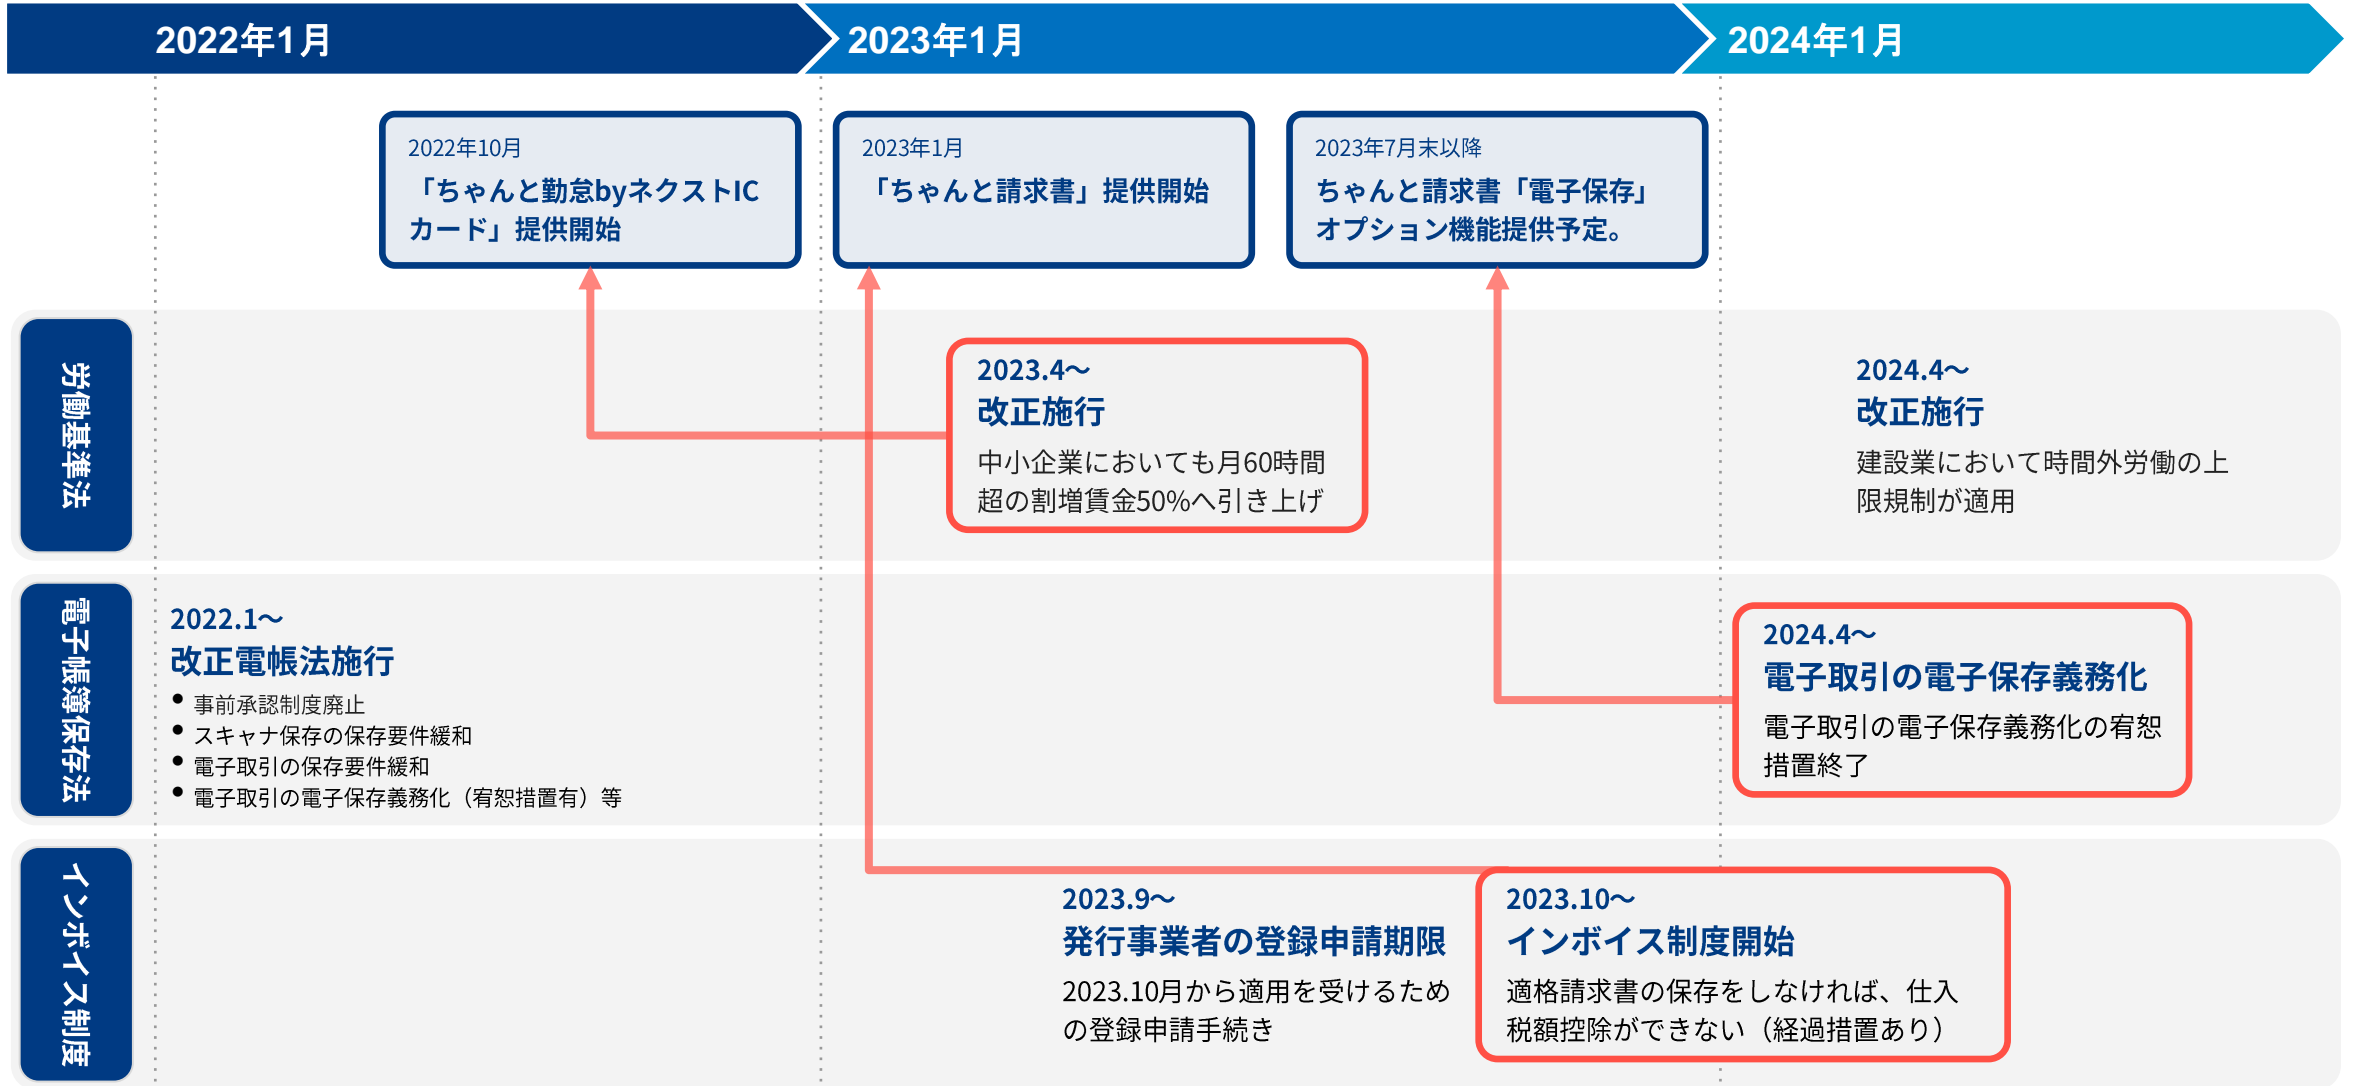 2022年1月
2023年1月
2024年1月
2022年10月
「ちゃんと勤怠byネクストIC
カード」提供開始
2023年1月
「ちゃんと請求書」提供開始
2023年7月末以降
ちゃんと請求書「電子保存」
オプション機能提供予定。
労働基準法
2023.4～
改正施行
中小企業においても月60時間
超の割増賃金50%へ引き上げ
2024.4～
改正施行
建設業において時間外労働の上
限規制が適用
電子帳簿保存法
2022.1～
改正電帳法施行
• 事前承認制度廃止
• スキャナ保存の保存要件緩和
• 電子取引の保存要件緩和
• 電子取引の電子保存義務化（宥恕措置有）等
2024.4～
電子取引の電子保存義務化
電子取引の電子保存義務化の宥恕
措置終了
インボイス制度
2023.9～
発行事業者の登録申請期限
2023.10月から適用を受けるため
の登録申請手続き
2023.10～
インボイス制度開始
適格請求書の保存をしなければ、仕入
税額控除ができない（経過措置あり）